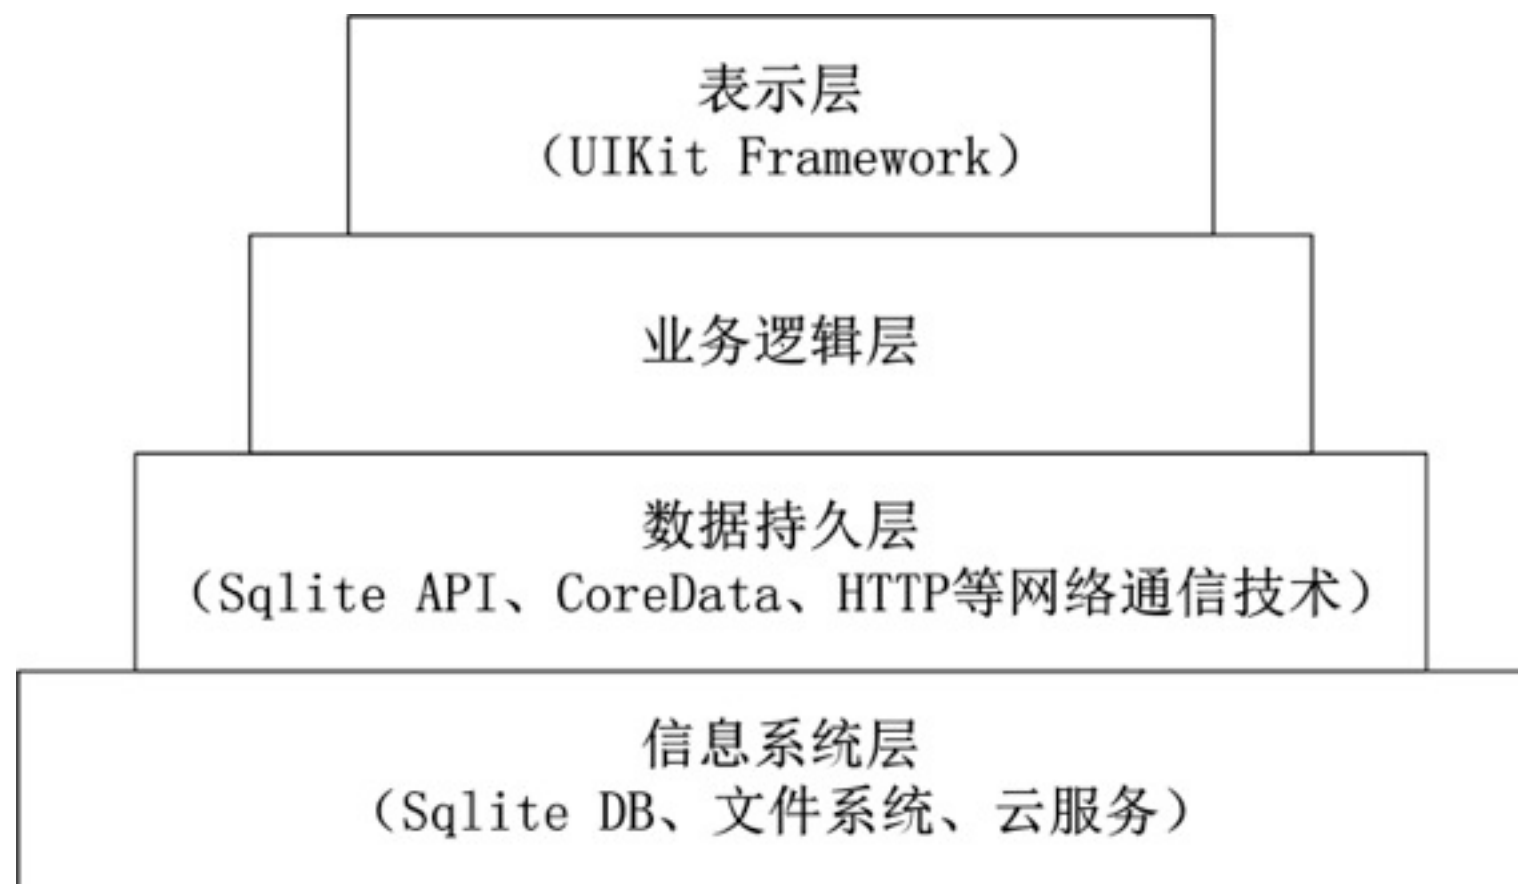 表示层
（UIKit Framework）
业务逻辑层
数据持久层
（Sqlite API、CoreData、HTTP等网络通信技术）
信息系统层
（Sqlite DB、文件系统、云服务）